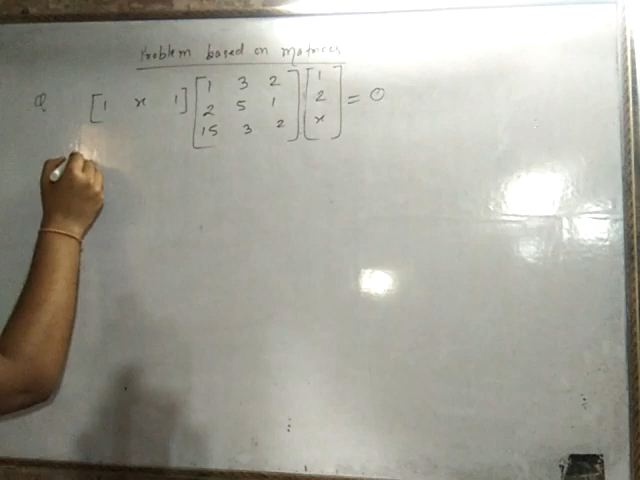 Problem based on matrices
Q. [1 x 1] [1 3 2 2 5 1 15 3 2] [1 2 x] = 0